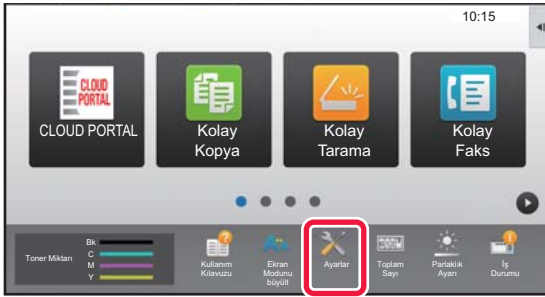 10:15
CLOUD
PORTAL
CLOUD PORTAL
Kolay
Kopya
Kolay
Tarama
Kolay
Faks
Toner Miktarı
Bk
C
M
Y
Kullanım
Kılavuzu
Ekran
Modunu
büyült
Ayarlar
Toplam
Sayı
Parlaklık
Ayarı
İş
Durumu